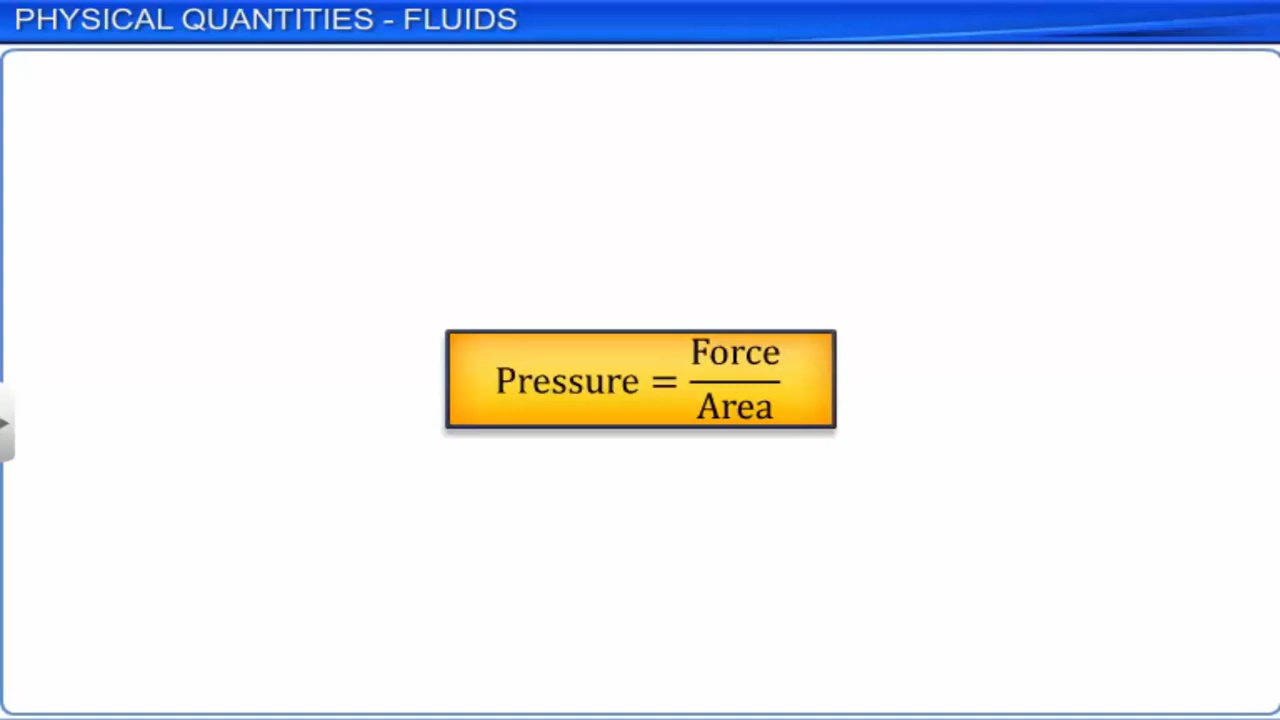 PHYSICAL QUANTITIES - FLUIDS
Pressure = Force
Area